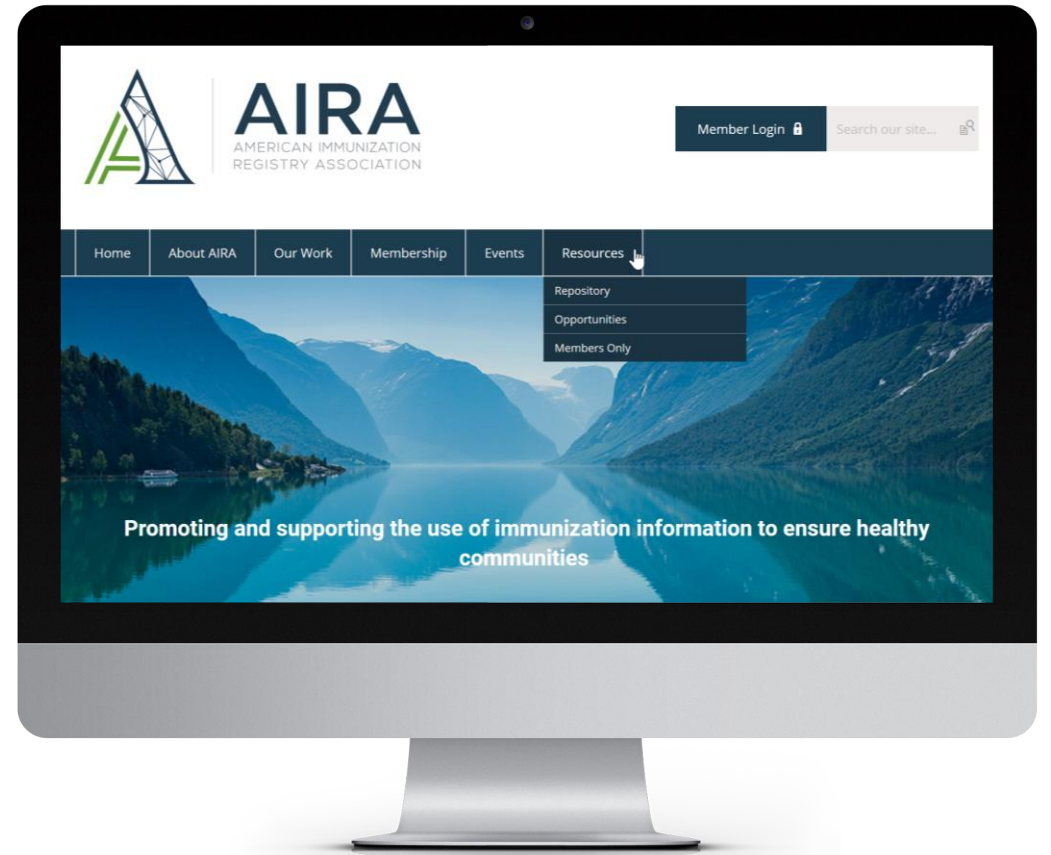 AIRA
AMERICAN IMMUNIZATION
REGISTRY ASSOCIATION
Member Login
Search our site...
Home
About AIRA
Our Work
Membership
Events
Resources
Repository
Opportunities
Members Only
Promoting and supporting the use of immunization information to ensure healthy
communities